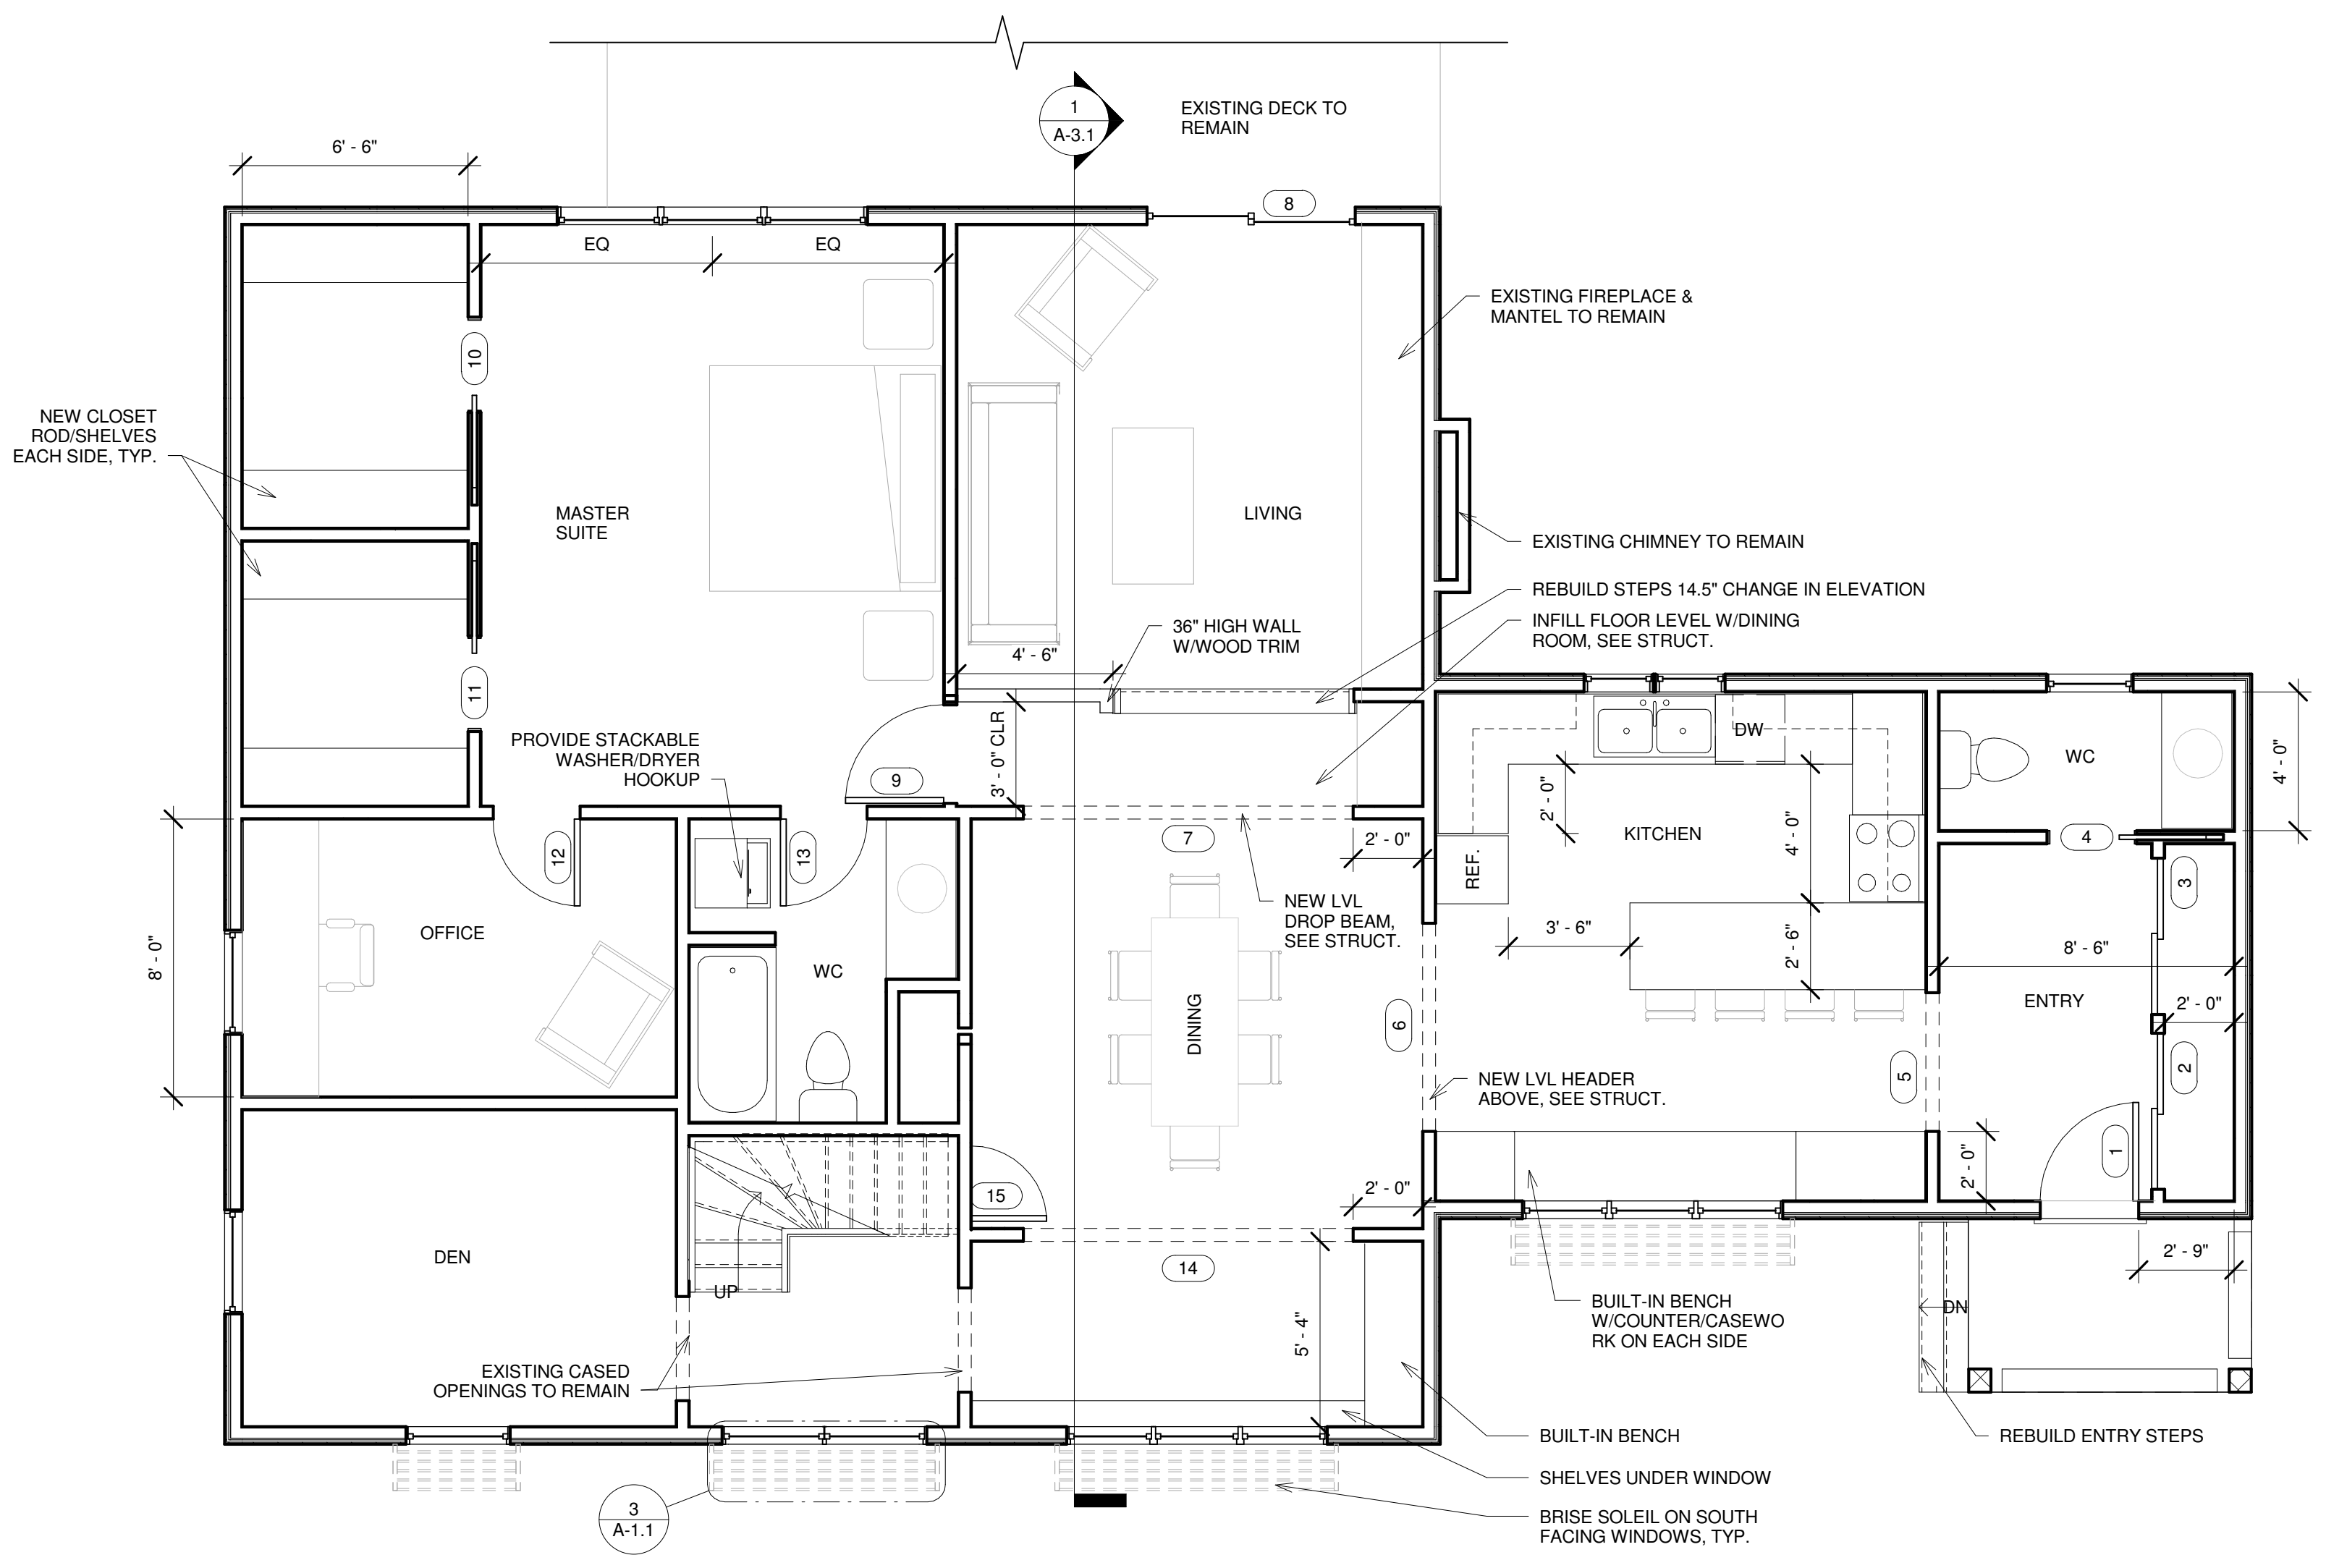 1
A-3.1
EXISTING DECK TO
REMAIN
6' - 6"
8
EQ
EQ
EXISTING FIREPLACE &
MANTEL TO REMAIN
10
NEW CLOSET
ROD/SHELVES
EACH SIDE, TYP.
MASTER
SUITE
LIVING
EXISTING CHIMNEY TO REMAIN
REBUILD STEPS 14.5" CHANGE IN ELEVATION
INFILL FLOOR LEVEL W/DINING
ROOM, SEE STRUCT.
36" HIGH WALL
W/WOOD TRIM
4' - 6"
11
PROVIDE STACKABLE
WASHER/DRYER
HOOKUP
9
3' - 0" CLR
DW
WC
4' - 0"
2' - 0"
KITCHEN
4' - 0"
4
7
2' - 0"
12
13
REF.
3
NEW LVL
DROP BEAM,
SEE STRUCT.
OFFICE
8' - 0"
WC
3' - 6"
2' - 6"
8' - 6"
ENTRY
2' - 0"
DINING
6
5
2
NEW LVL HEADER
ABOVE, SEE STRUCT.
1
2' - 0"
15
2' - 0"
DEN
14
UP
2' - 9"
DN
5' - 4"
BUILT-IN BENCH
W/COUNTER/CASEWO
RK ON EACH SIDE
EXISTING CASED
OPENINGS TO REMAIN
BUILT-IN BENCH
REBUILD ENTRY STEPS
SHELVES UNDER WINDOW
3
A-1.1
BRISE SOLEIL ON SOUTH
FACING WINDOWS, TYP.